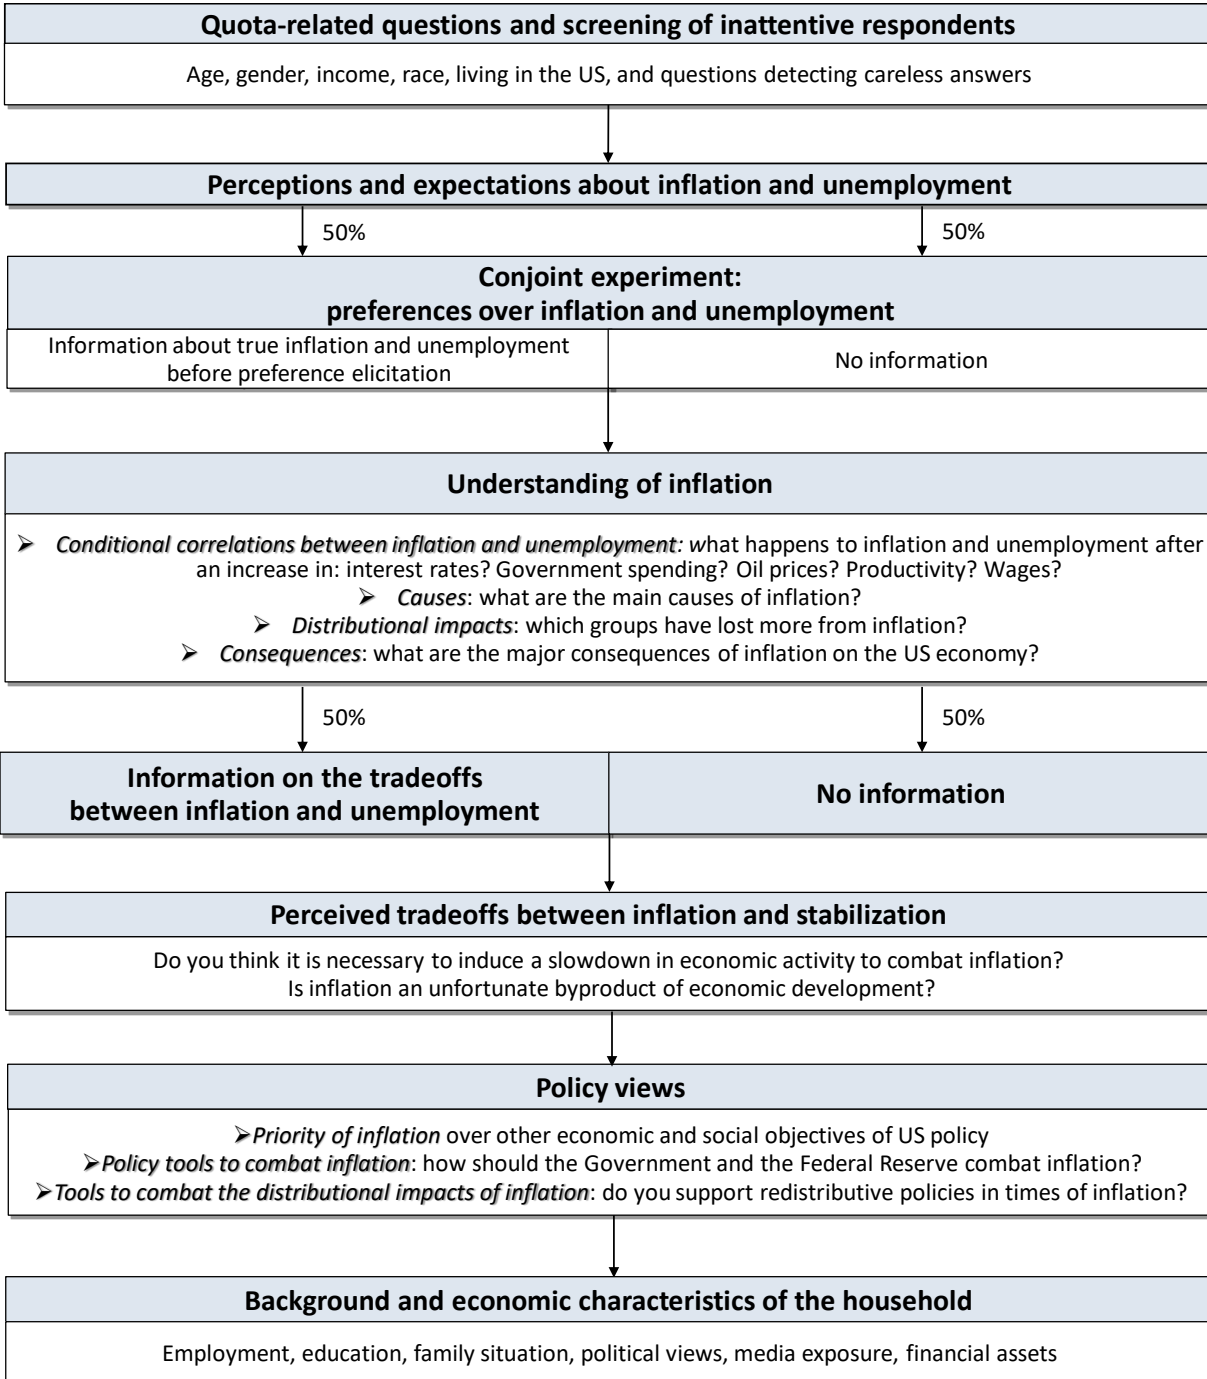 Quota-related questions and screening of inattentive respondents
Age, gender, income, race, living in the US, and questions detecting careless answers
Perceptions and expectations about inflation and unemployment
50%
50%
Conjoint experiment:
preferences over inflation and unemployment
Information about true inflation and unemployment
before preference elicitation
No information
Understanding of inflation
➢ Conditional correlations between inflation and unemployment: what happens to inflation and unemployment after
an increase in: interest rates? Government spending? Oil prices? Productivity? Wages?
➢ Causes: what are the main causes of inflation?
➢ Distributional impacts: which groups have lost more from inflation?
➢ Consequences: what are the major consequences of inflation on the US economy?
50%
50%
Information on the tradeoffs
between inflation and unemployment
No information
Perceived tradeoffs between inflation and stabilization
Do you think it is necessary to induce a slowdown in economic activity to combat inflation?
Is inflation an unfortunate byproduct of economic development?
Policy views
➢Priority of inflation over other economic and social objectives of US policy
➢Policy tools to combat inflation: how should the Government and the Federal Reserve combat inflation?
➢Tools to combat the distributional impacts of inflation: do you support redistributive policies in times of inflation?
Background and economic characteristics of the household
Employment, education, family situation, political views, media exposure, financial assets